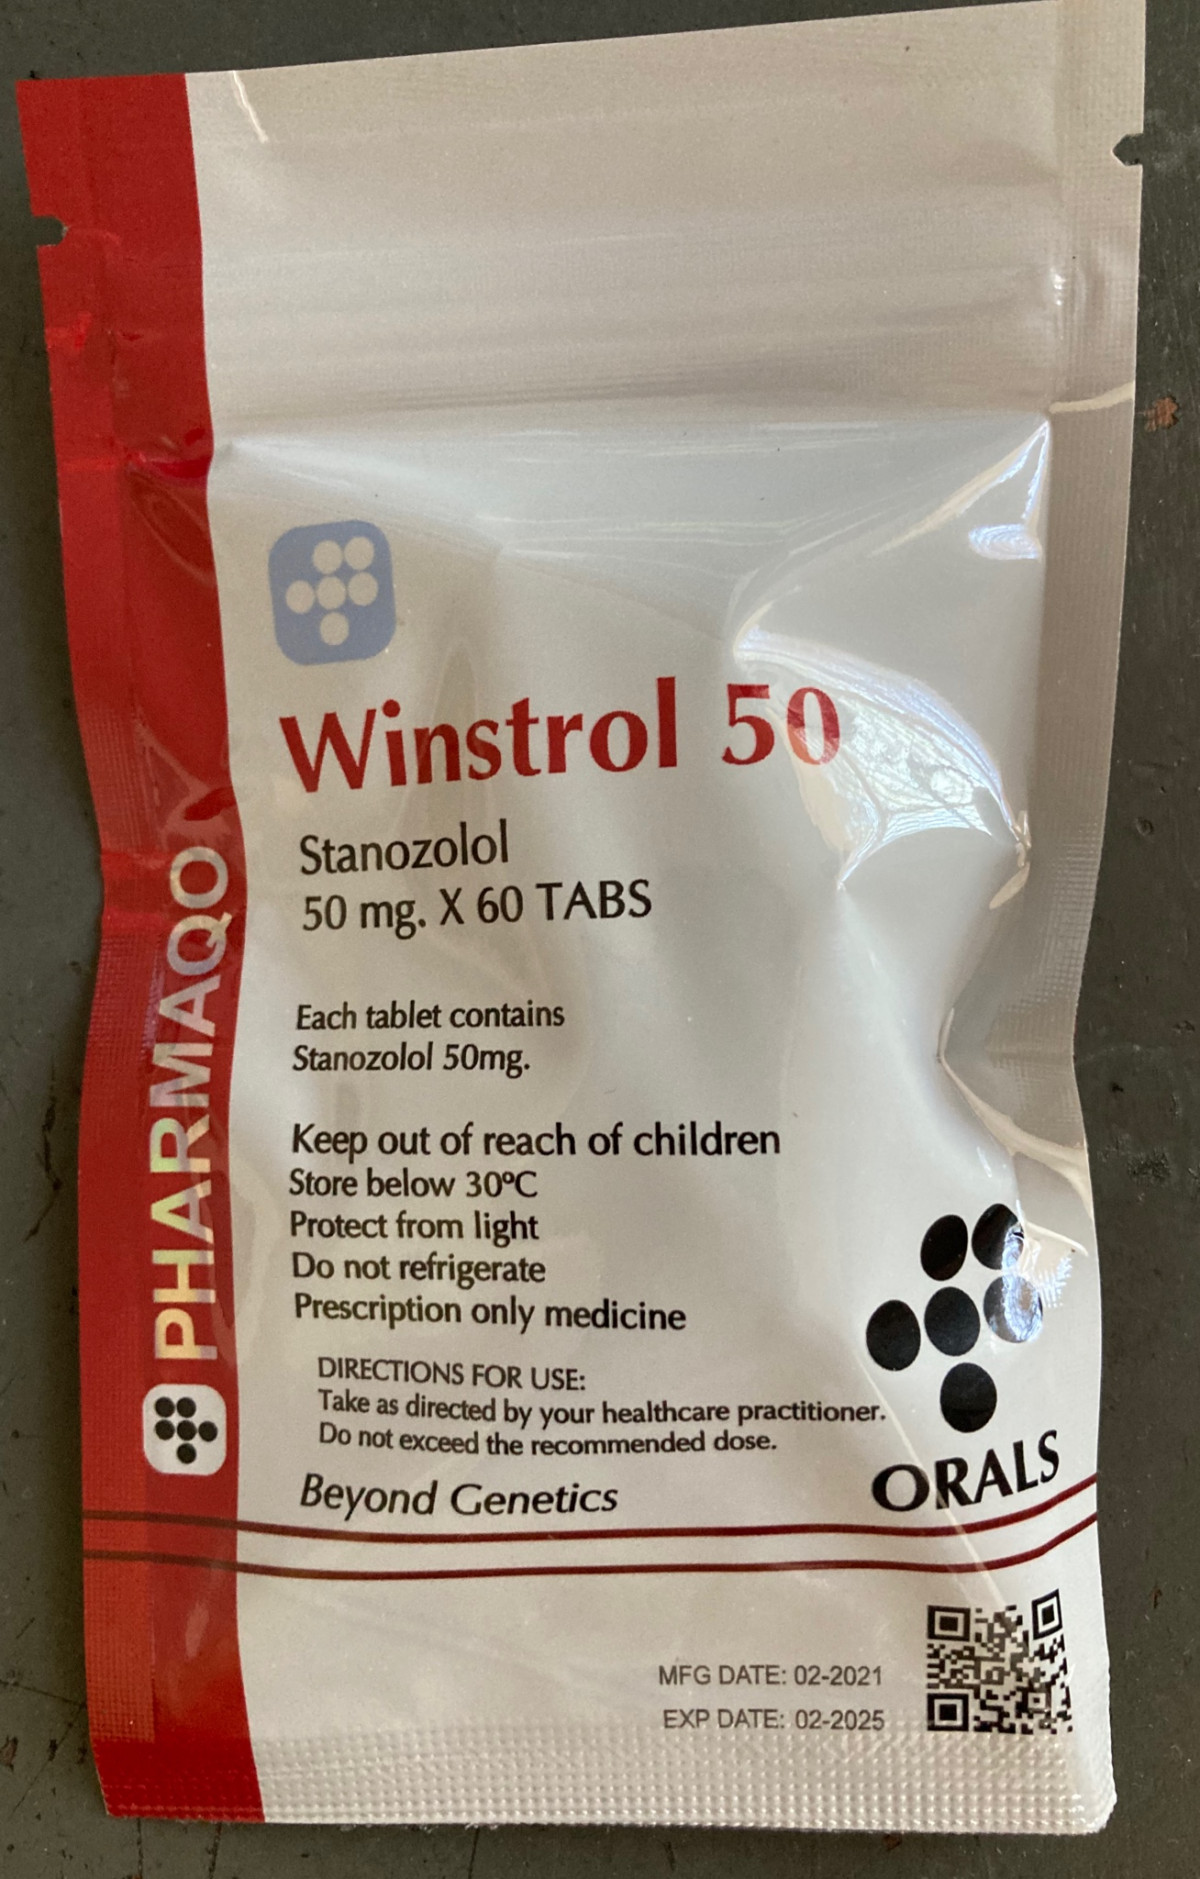 PHARMAQO
Winstrol 50
Stanozolol
50 mg. X 60 TABS
Each tablet contains
Stanozolol 50mg.
Keep out of reach of children
Store below 30ºC
Protect from light
Do not refrigerate
Prescription only medicine
DIRECTIONS FOR USE:
Take as directed by your healthcare practitioner.
Do not exceed the recommended dose.
Beyond Genetics
ORALS
MFG DATE: 02-2021
EXP DATE: 02-2025